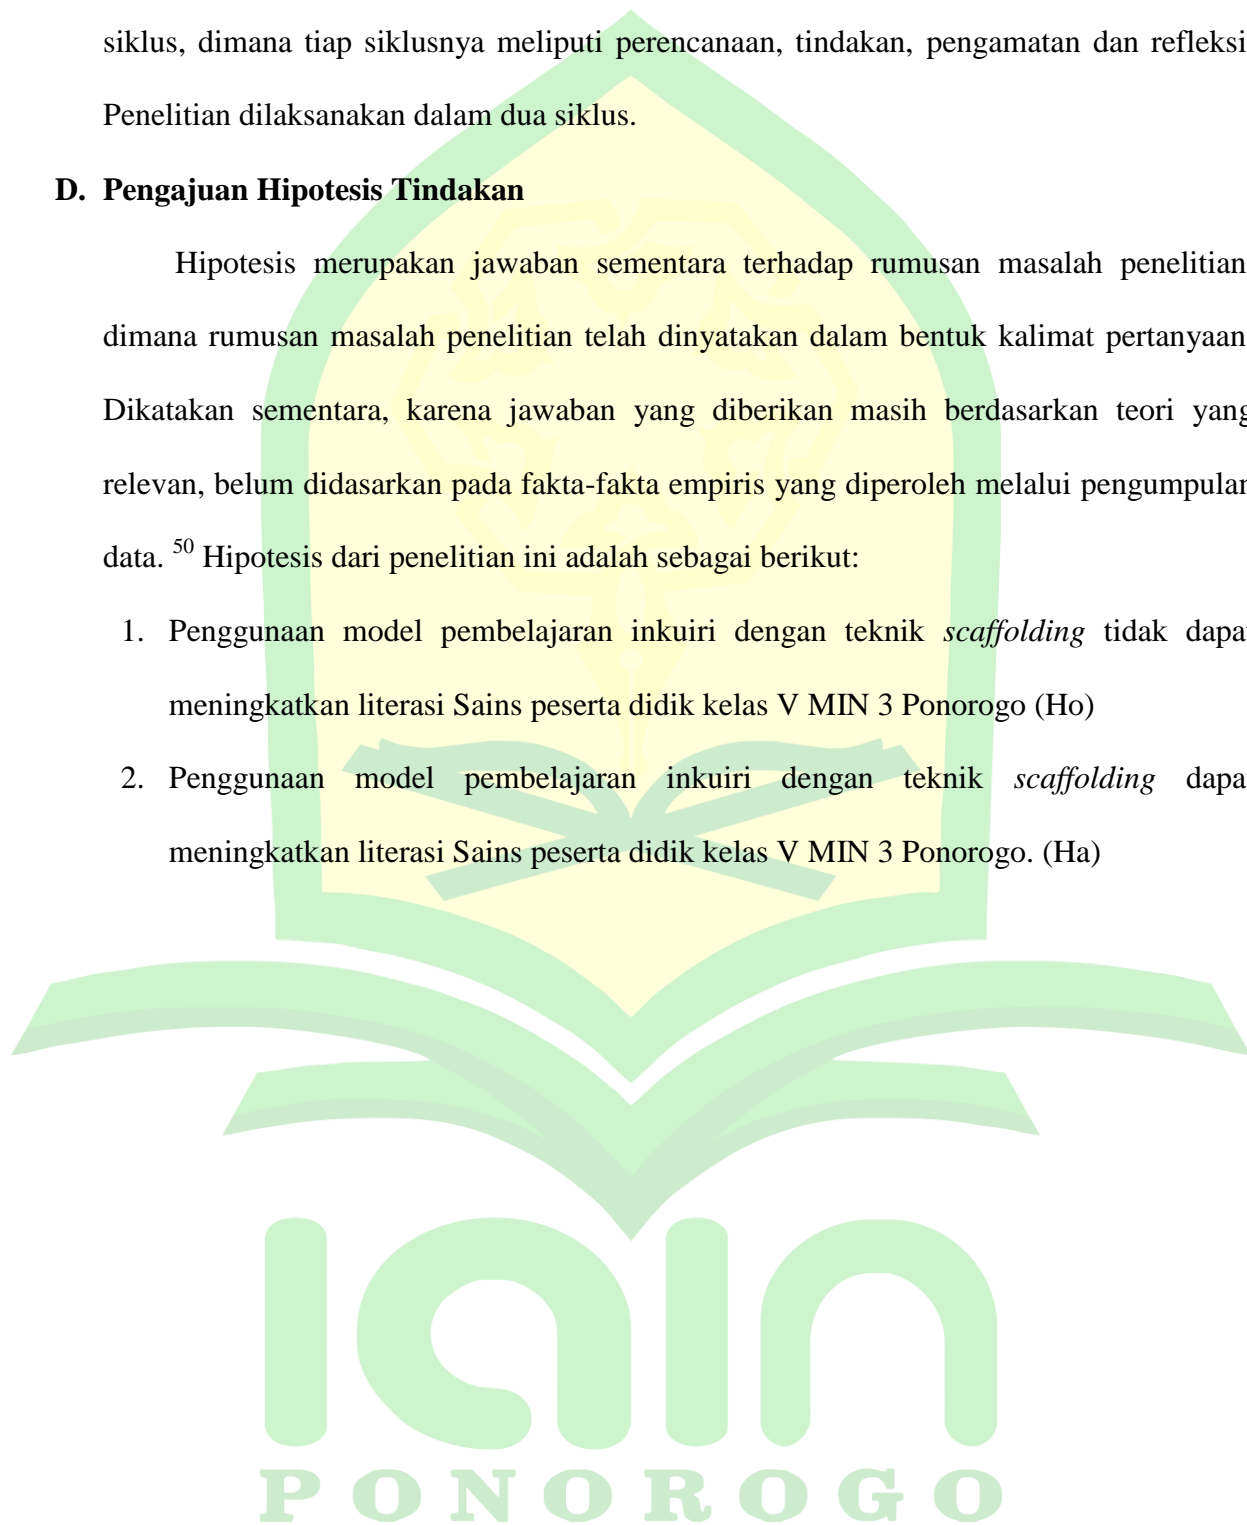 siklus, dimana tiap siklusnya meliputi perencanaan, tindakan, pengamatan dan refleksi
Penelitian dilaksanakan dalam dua siklus.
D. Pengajuan Hipotesis Tindakan
Hipotesis merupakan jawaban sementara terhadap rumusan masalah penelitian
dimana rumusan masalah penelitian telah dinyatakan dalam bentuk kalimat pertanyaan
Dikatakan sementara, karena jawaban yang diberikan masih berdasarkan teori yang
relevan, belum didasarkan pada fakta-fakta empiris yang diperoleh melalui pengumpulan
data. 50 Hipotesis dari penelitian ini adalah sebagai berikut:
1. Penggunaan model pembelajaran inkuiri dengan teknik scaffolding tidak dapat
meningkatkan literasi Sains peserta didik kelas V MIN 3 Ponorogo (Ho)
2. Penggunaan model pembelajaran inkuiri dengan teknik scaffolding dapat
meningkatkan literasi Sains peserta didik kelas V MIN 3 Ponorogo. (Ha)
iain
PONOROGO